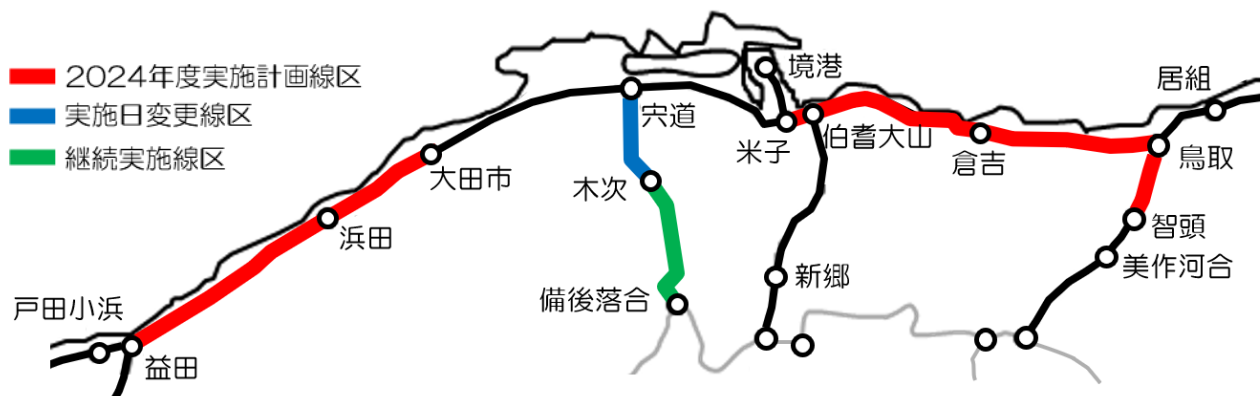 2024年度実施計画線区
実施日変更線区
継続実施線区
境港
居組
宍道
米子
伯耆大山
倉吉
鳥取
大田市
木次
智頭
浜田
美作河合
新郷
備後落合
戸田小浜
益田